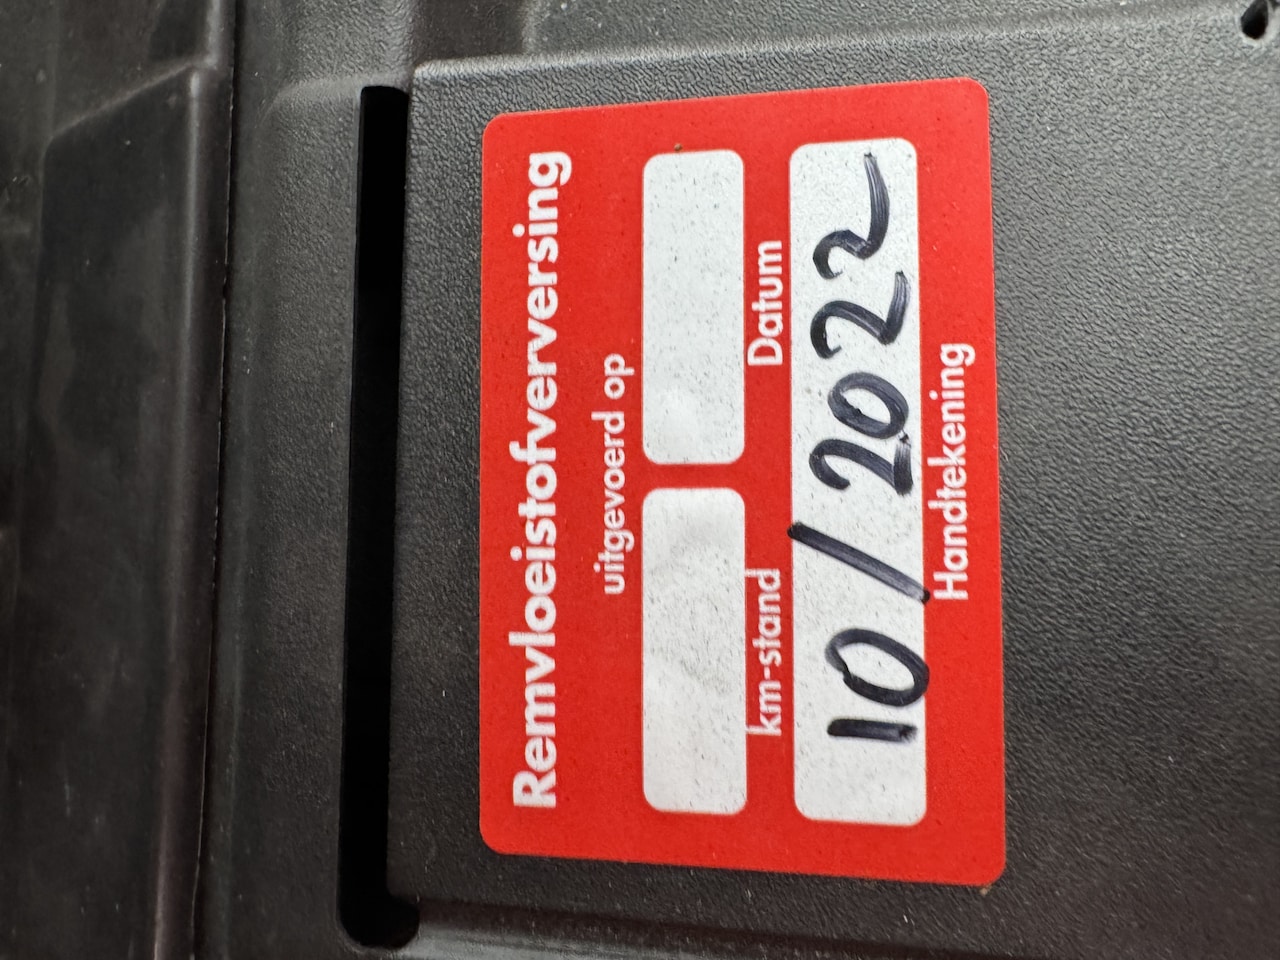 Remvloeistofverversing
uitgevoerd op
km-stand Datum
10/2022
Handtekening